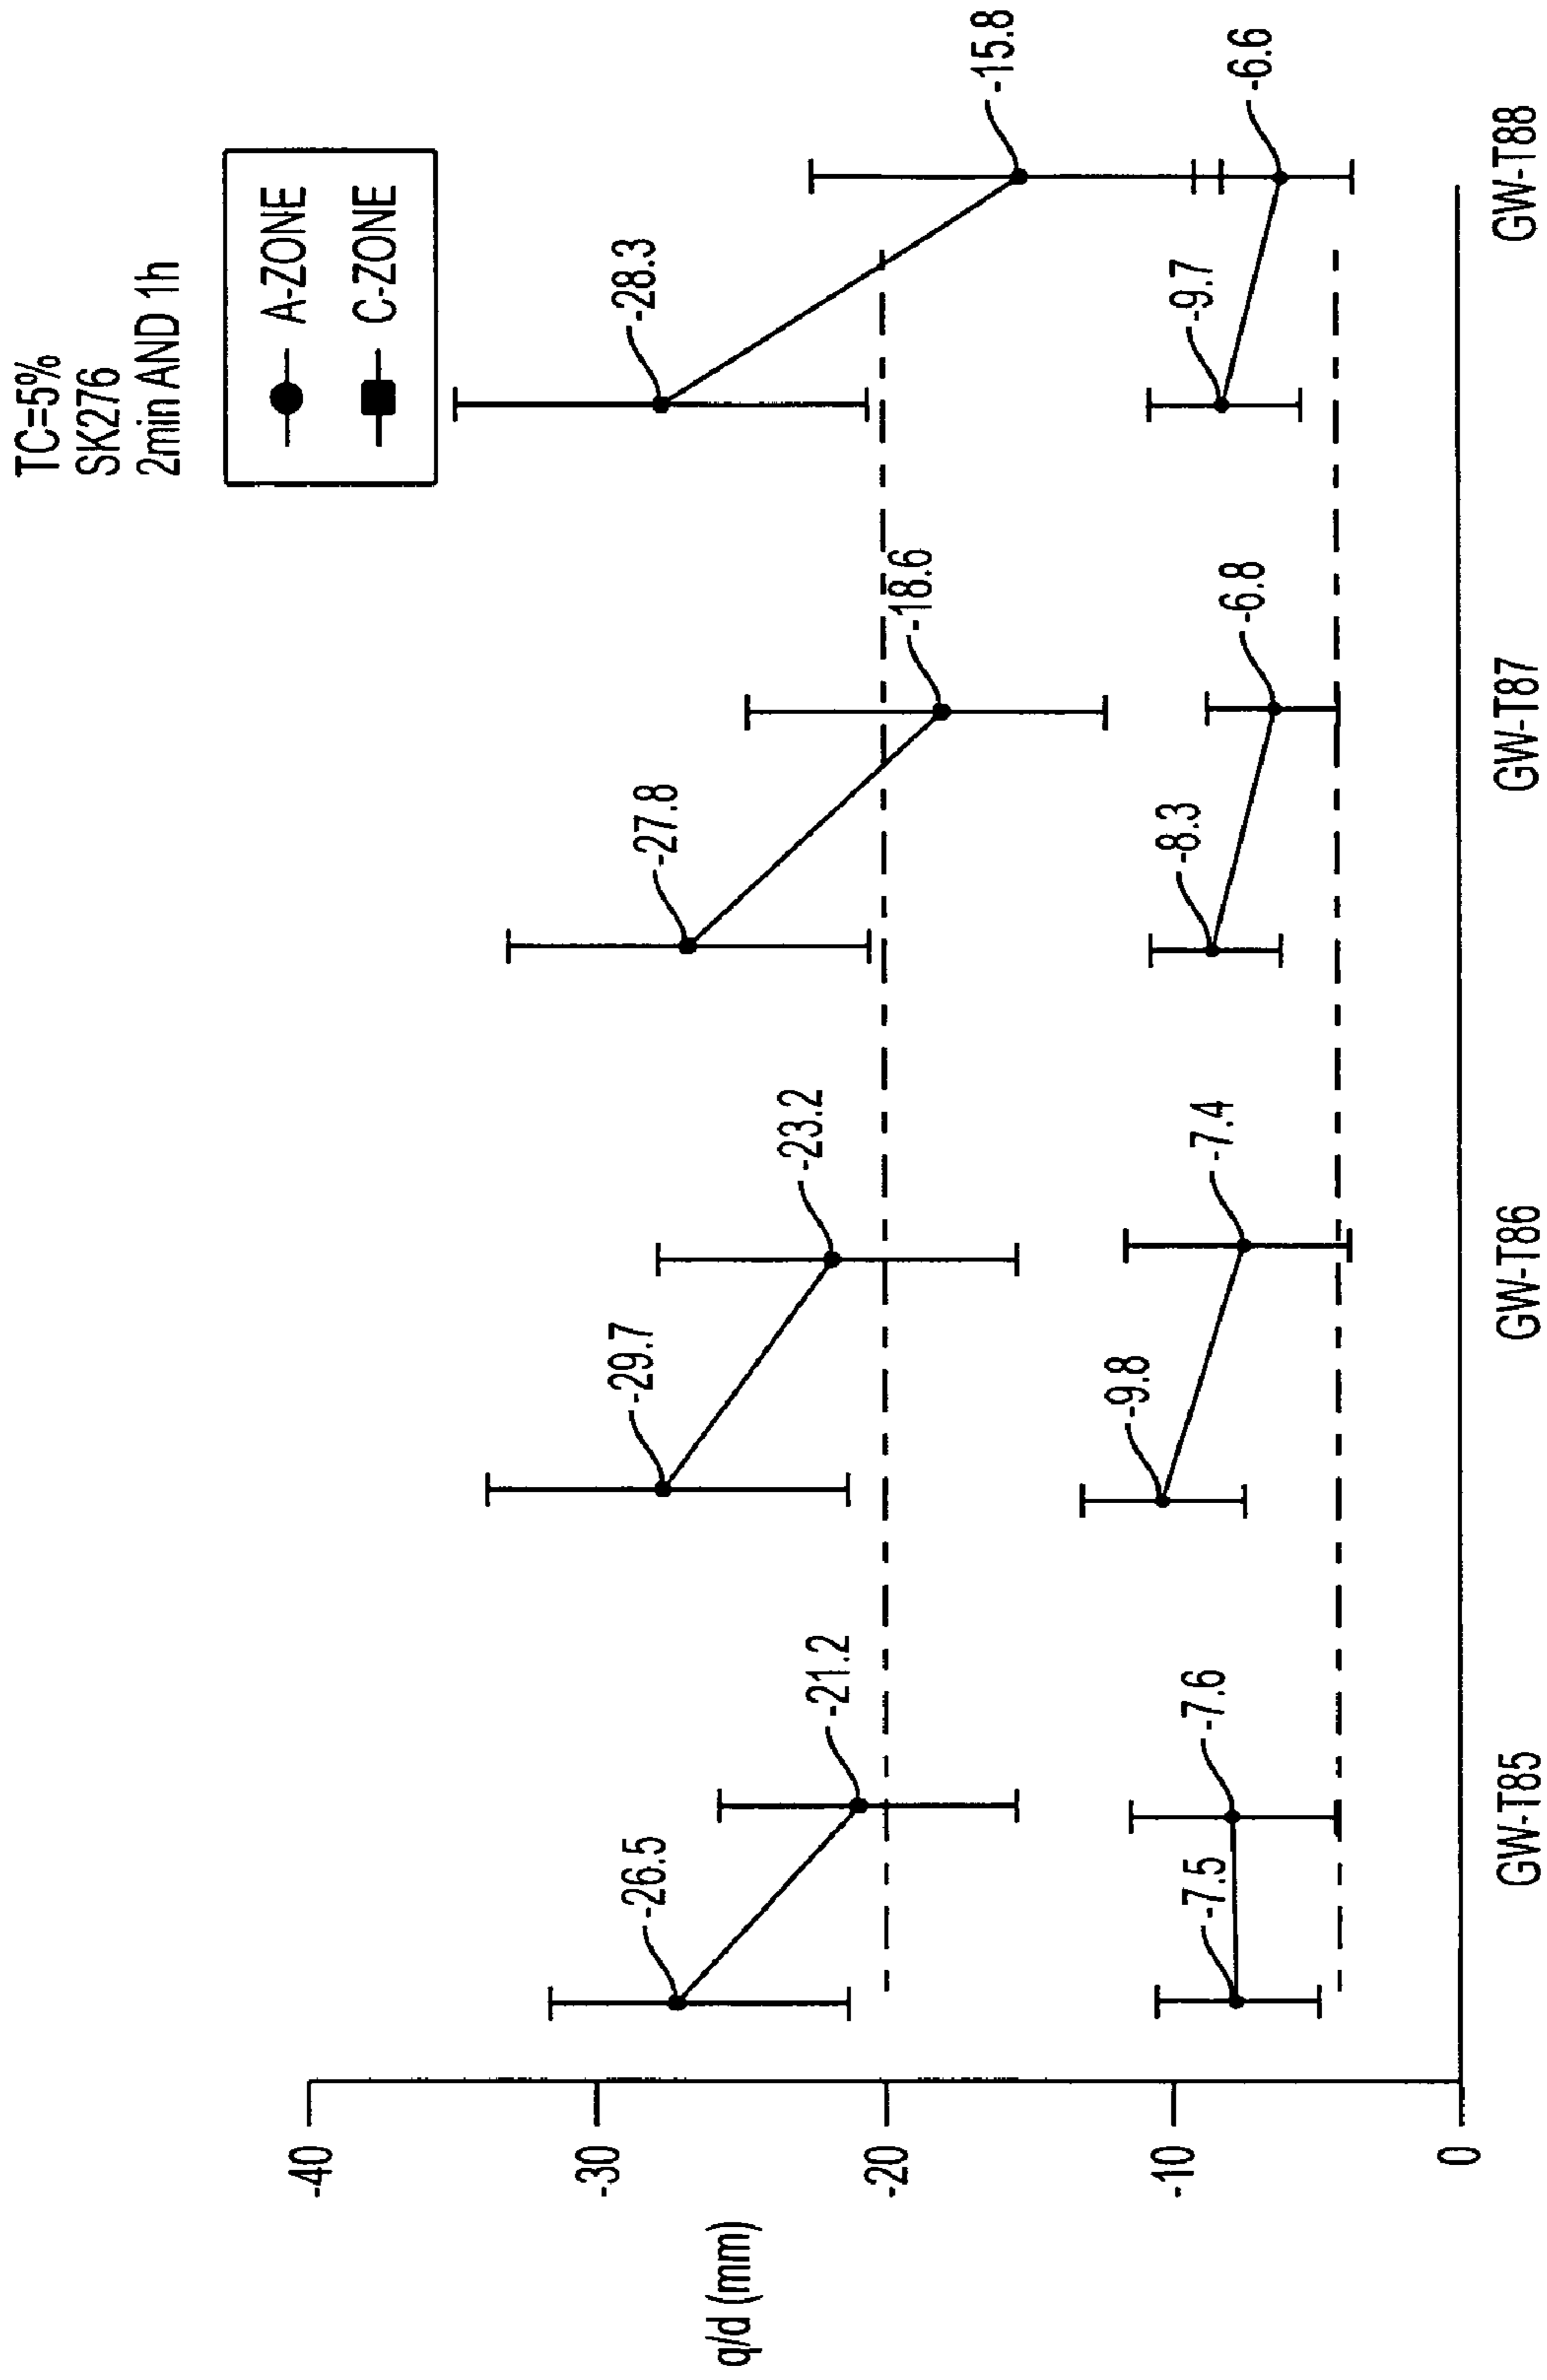 TC=5%
SK276
2min AND 1h
A-ZONE
C-ZONE
q/d (mm)
-40
-30
-20
-10
0
-26.5
-21.2
-29.7
-23.2
-27.8
-18.6
-28.3
-15.8
-7.5
-7.6
-9.8
-7.4
-8.3
-6.8
-9.7
-6.6
GW-T85
GW-T86
GW-T87
GW-T88